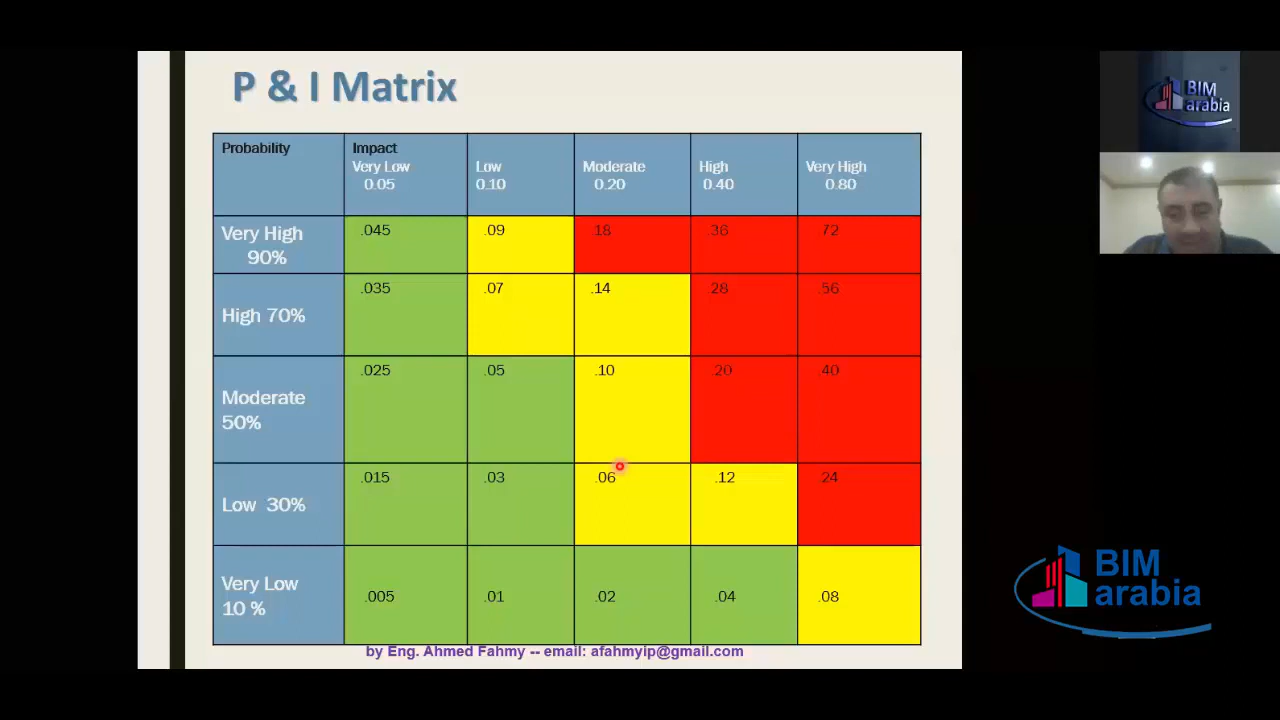 P & I Matrix
Probability
Impact
Very Low
0.05
Low
0.10
Moderate
0.20
High
0.40
Very High
0.80
Very High
90%
.045
.09
.18
.36
.72
High 70%
.035
.07
.14
.28
.56
Moderate
50%
.025
.05
.10
.20
.40
Low 30%
.015
.03
.06
.12
.24
Very Low
10 %
.005
.01
.02
.04
.08
by Eng. Ahmed Fahmy -- email: afahmyip@gmail.com
BIM
arabia
BIM
arabia